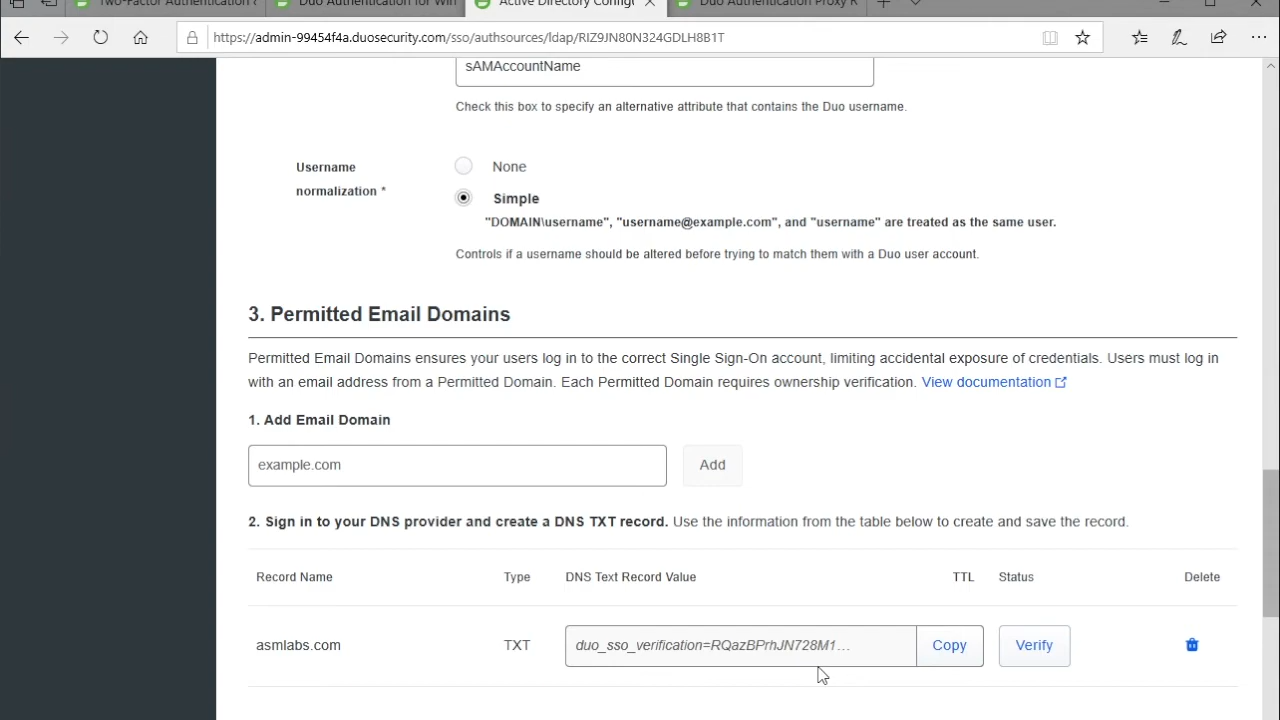 Two-Factor Authentication
Duo Authentication for Win
Active Directory Config
Duo Authentication Proxy R
https://admin-99454f4a.duosecurity.com/sso/authsources/ldap/RIZ9JN80N324GDLH8B1T
sAMAccountName
Check this box to specify an alternative attribute that contains the Duo username.
Username
normalization *
None
Simple
"DOMAIN\username", "username@example.com", and "username" are treated as the same user.
Controls if a username should be altered before trying to match them with a Duo user account.
3. Permitted Email Domains
Permitted Email Domains ensures your users log in to the correct Single Sign-On account, limiting accidental exposure of credentials. Users must log in
with an email address from a Permitted Domain. Each Permitted Domain requires ownership verification. View documentation
1. Add Email Domain
example.com
Add
2. Sign in to your DNS provider and create a DNS TXT record. Use the information from the table below to create and save the record.
Record Name Type DNS Text Record Value TTL Status Delete
asmlabs.com TXT duo_sso_verification=RQazBPrhJN728M1... Copy Verify